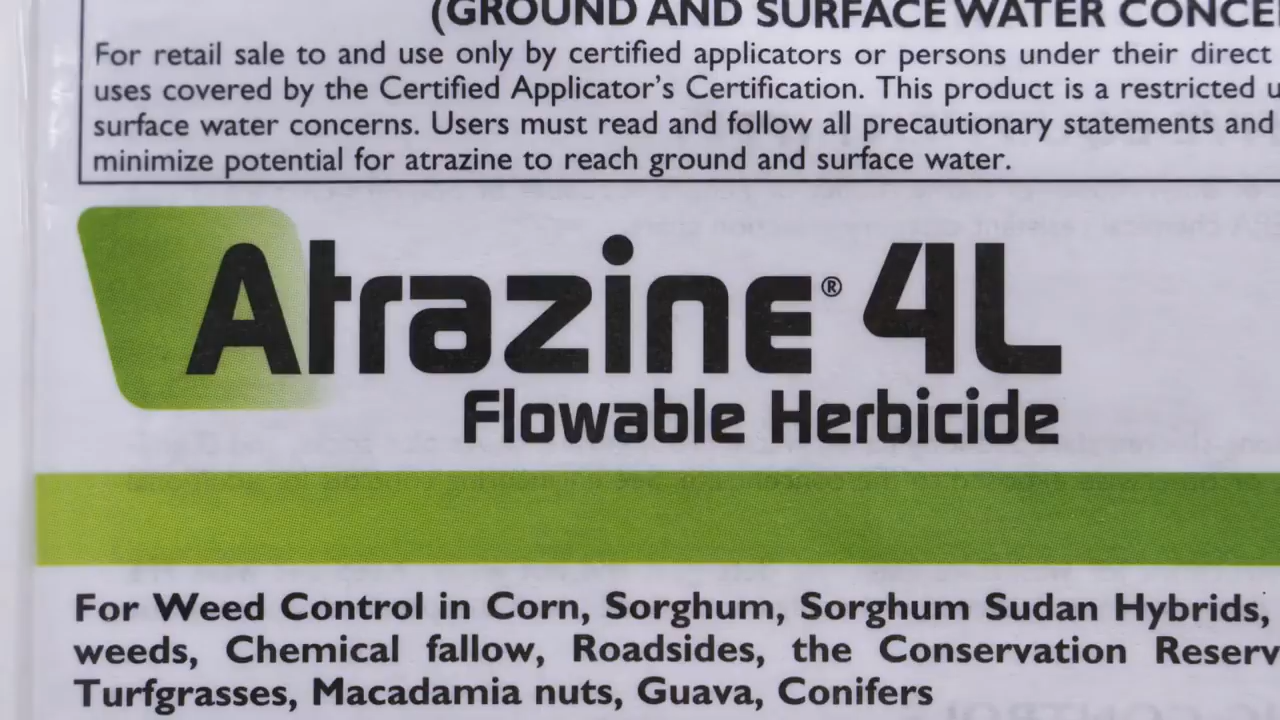 (GROUND AND SURFACE WATER CONCE
For retail sale to and use only by certified applicators or persons under their direct
uses covered by the Certified Applicator's Certification. This product is a restricted u
surface water concerns. Users must read and follow all precautionary statements and
minimize potential for atrazine to reach ground and surface water.
Atrazine® 4L
Flowable Herbicide
For Weed Control in Corn, Sorghum, Sorghum Sudan Hybrids,
weeds, Chemical fallow, Roadsides, the Conservation Reserv
Turfgrasses, Macadamia nuts, Guava, Conifers